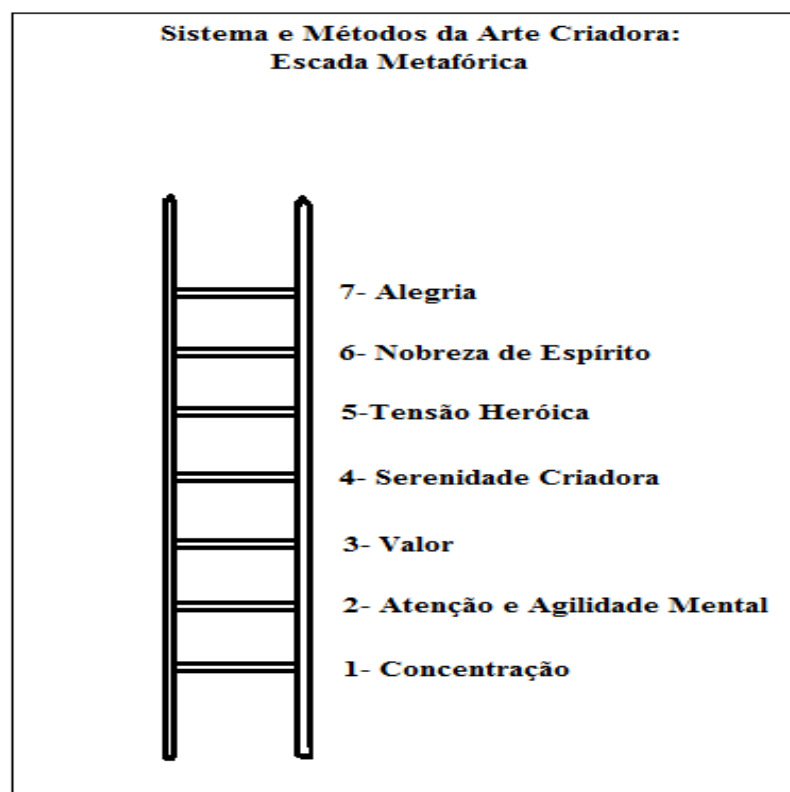 Sistema e Métodos da Arte Criadora:
Escada Metafórica
7- Alegria
6- Nobreza de Espírito
5-Tensão Heróica
4- Serenidade Criadora
3- Valor
2- Atenção e Agilidade Mental
1- Concentração